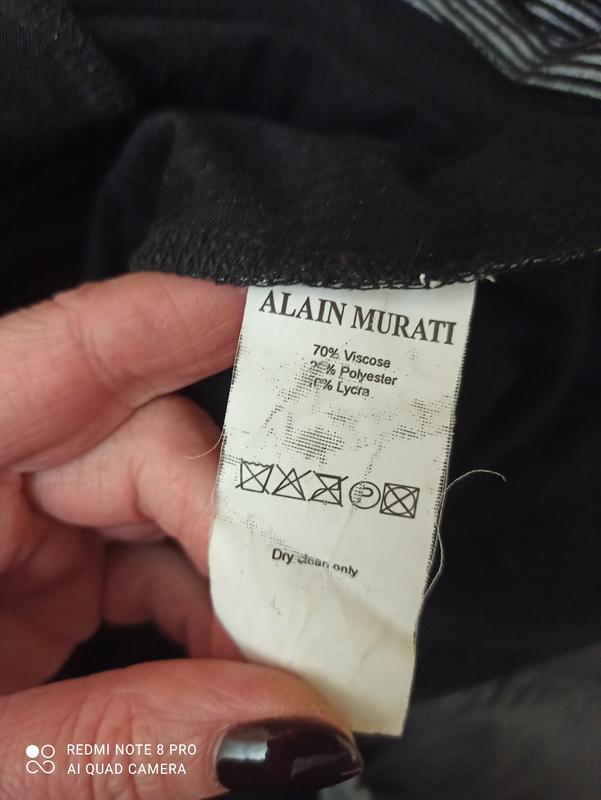 ALAIN MURATI
70% Viscose
% Polyester
% Lycra
P
Dry clean only
REDMI NOTE 8 PRO
AI QUAD CAMERA